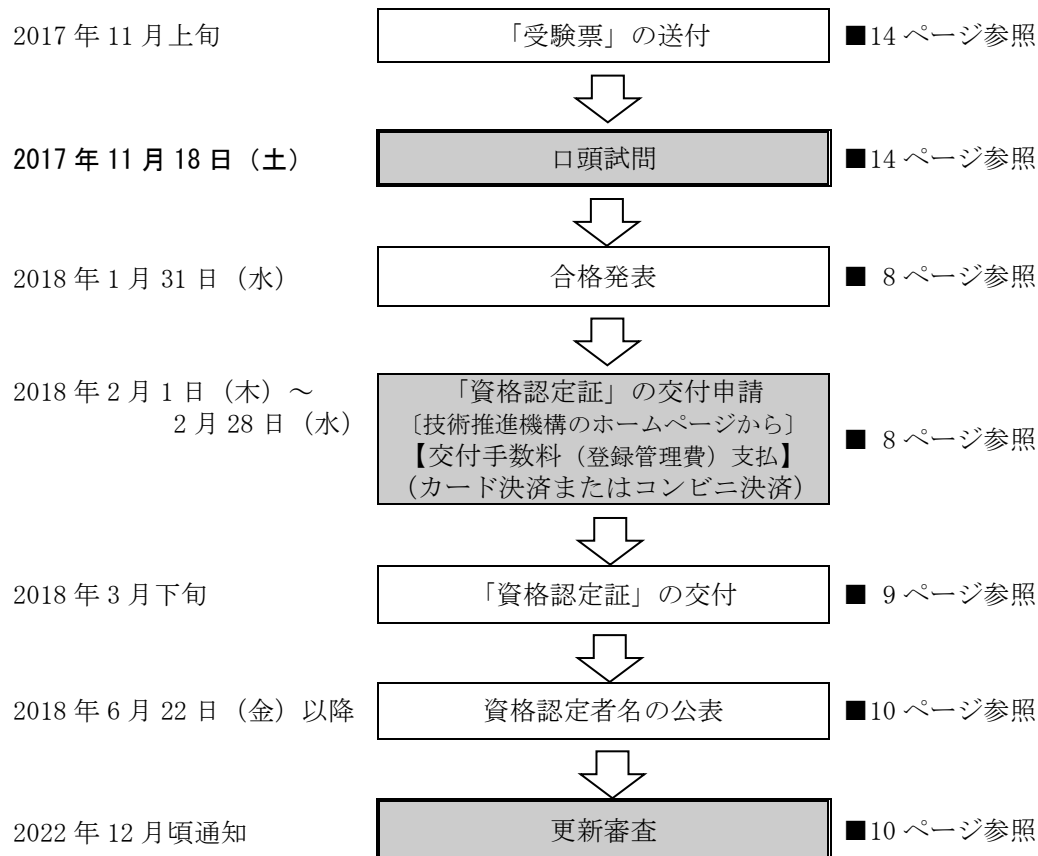 2017 年 11 月上旬 「受験票」の送付 ■14 ページ参照
2017 年 11 月 18 日（土） 口頭試問 ■14 ページ参照
2018 年 1 月 31 日（水） 合格発表 ■ 8 ページ参照
2018 年 2 月 1 日（木）～
2 月 28 日（水）
「資格認定証」の交付申請
〔技術推進機構のホームページから〕
【交付手数料（登録管理費）支払】
（カード決済またはコンビニ決済）
■ 8 ページ参照
2018 年 3 月下旬 「資格認定証」の交付 ■ 9 ページ参照
2018 年 6 月 22 日（金）以降 資格認定者名の公表 ■10 ページ参照
2022 年 12 月頃通知 更新審査 ■10 ページ参照